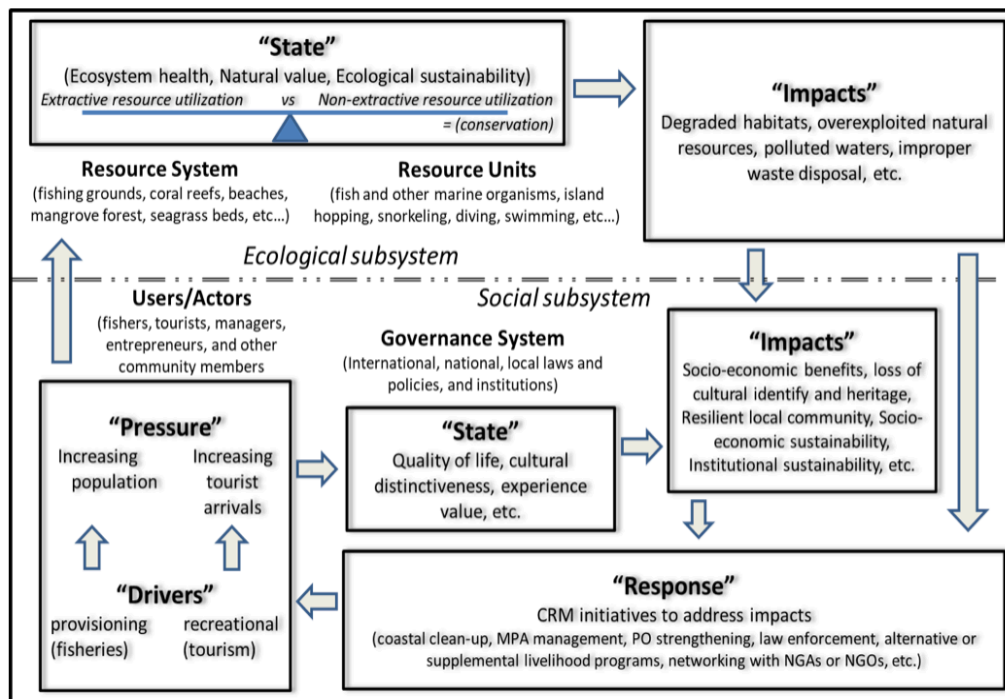 “State”
(Ecosystem health, Natural value, Ecological sustainability)
Extractive resource utilization vs Non-extractive resource utilization
= (conservation)
“Impacts”
Degraded habitats, overexploited natural
resources, polluted waters, improper
waste disposal, etc.
Resource System
(fishing grounds, coral reefs, beaches,
mangrove forest, seagrass beds, etc...)
Resource Units
(fish and other marine organisms, island
hopping, snorkeling, diving, swimming, etc...)
Ecological subsystem
Social subsystem
Users/Actors
(fishers, tourists, managers,
entrepreneurs, and other
community members
Governance System
(International, national, local laws and
policies, and institutions)
“Impacts”
Socio-economic benefits, loss of
cultural identify and heritage,
Resilient local community, Socio-
economic sustainability,
Institutional sustainability, etc.
“Pressure”
Increasing
population
Increasing
tourist
arrivals
“State”
Quality of life, cultural
distinctiveness, experience
value, etc.
“Drivers”
provisioning
(fisheries)
recreational
(tourism)
“Response”
CRM initiatives to address impacts
(coastal clean-up, MPA management, PO strengthening, law enforcement, alternative or
supplemental livelihood programs, networking with NGAs or NGOs, etc.)